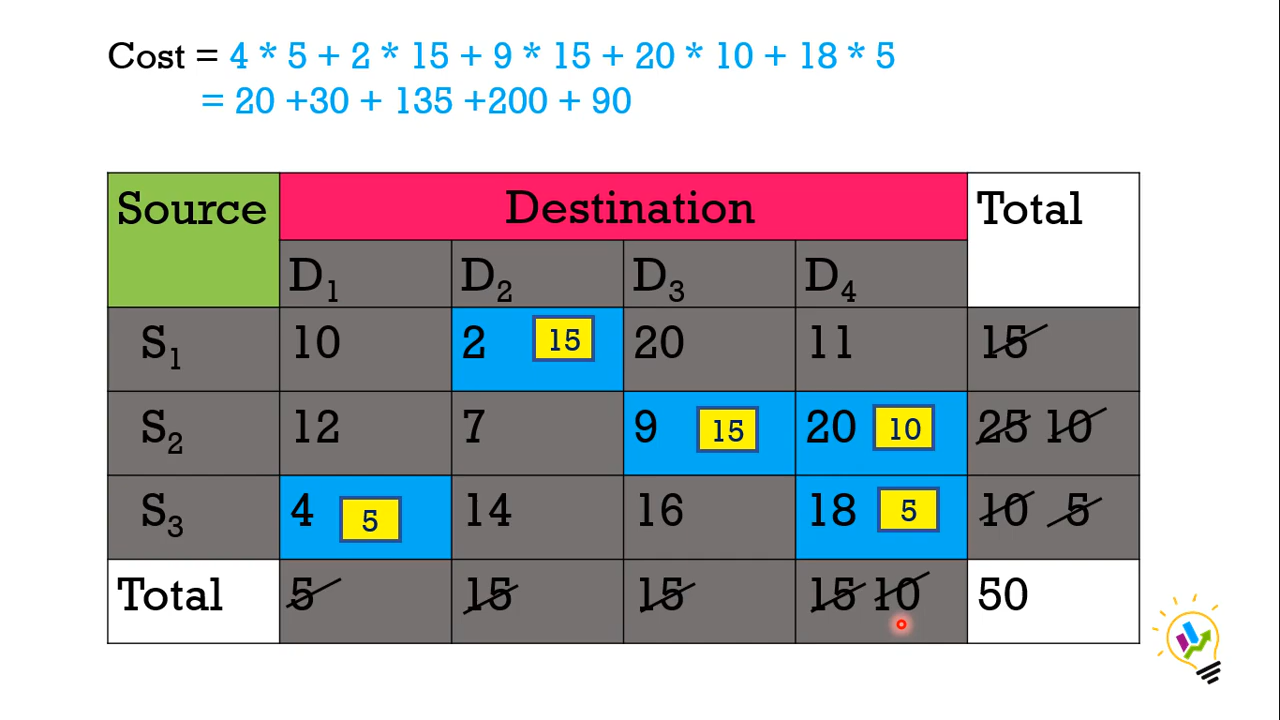 Cost = 4 * 5 + 2 * 15 + 9 * 15 + 20 * 10 + 18 * 5
= 20 +30 + 135 +200 + 90
Source Destination Total
D₁ D₂ D₃ D₄
S₁ 10 2 15 20 11 15
S₂ 12 7 9 15 20 10 25 10
S₃ 4 5 14 16 18 5 10 5
Total 5 15 15 15 10 50